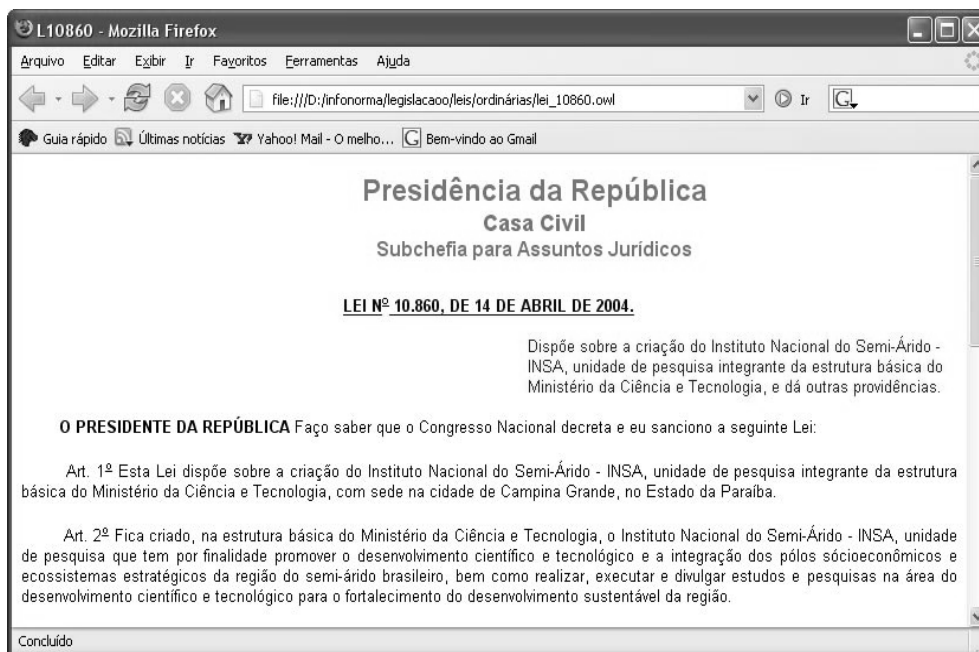 L10860 - Mozilla Firefox
Arquivo Editar Exibir Ir Favoritos Ferramentas Ajuda
file:///D:/infonorma/legislacaoo/leis/ordinárias/lei_10860.owl Ir G
Guia rápido Últimas notícias Yahoo! Mail - O melho... Bem-vindo ao Gmail
Presidência da República
Casa Civil
Subchefia para Assuntos Jurídicos
LEI Nº 10.860, DE 14 DE ABRIL DE 2004.
Dispõe sobre a criação do Instituto Nacional do Semi-Árido -
INSA, unidade de pesquisa integrante da estrutura básica do
Ministério da Ciência e Tecnologia, e dá outras providências.
O PRESIDENTE DA REPÚBLICA Faço saber que o Congresso Nacional decreta e eu sanciono a seguinte Lei:
Art. 1º Esta Lei dispõe sobre a criação do Instituto Nacional do Semi-Árido - INSA, unidade de pesquisa integrante da estrutura
básica do Ministério da Ciência e Tecnologia, com sede na cidade de Campina Grande, no Estado da Paraíba.
Art. 2º Fica criado, na estrutura básica do Ministério da Ciência e Tecnologia, o Instituto Nacional do Semi-Árido - INSA, unidade
de pesquisa que tem por finalidade promover o desenvolvimento científico e tecnológico e a integração dos pólos sócioeconômicos e
ecossistemas estratégicos da região do semi-árido brasileiro, bem como realizar, executar e divulgar estudos e pesquisas na área do
desenvolvimento científico e tecnológico para o fortalecimento do desenvolvimento sustentável da região.
Concluído